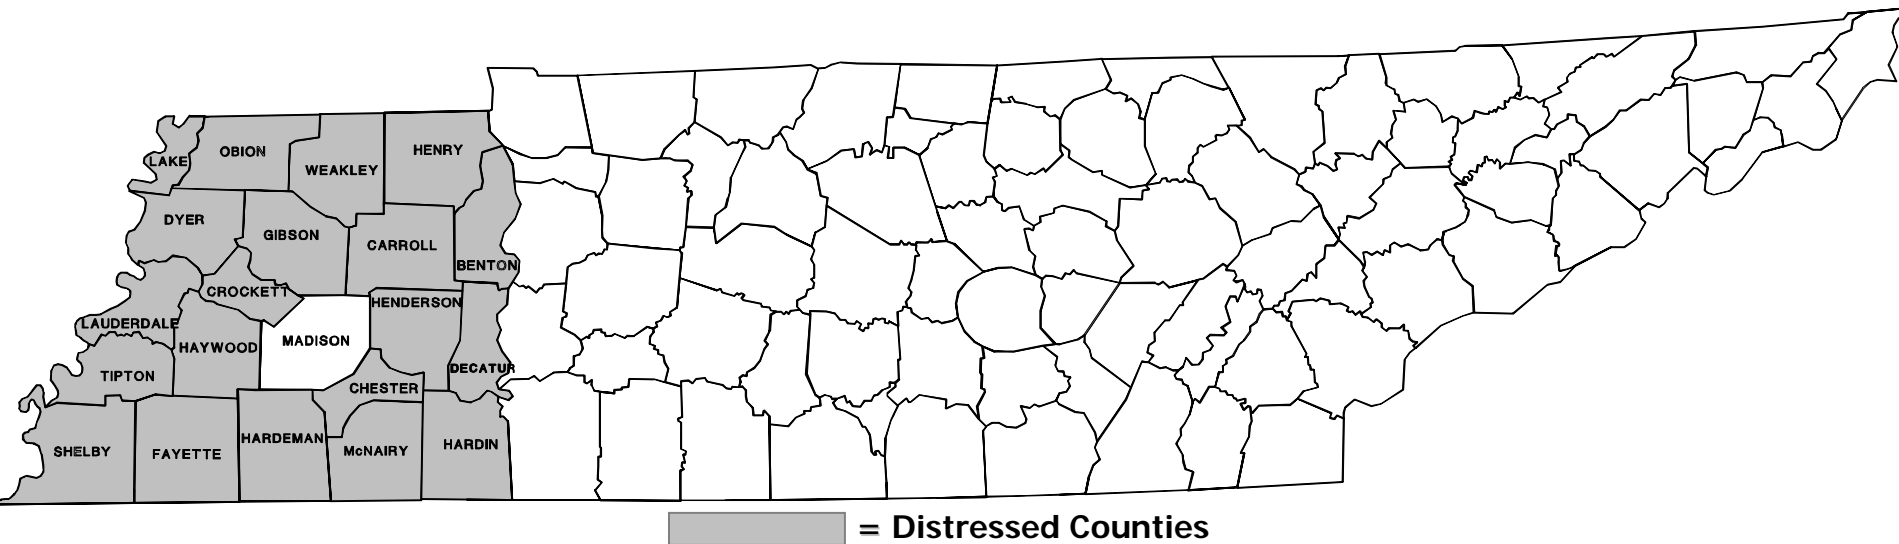 LAKE
OBION
WEAKLEY
HENRY
DYER
GIBSON
CARROLL
BENTON
CROCKETT
HENDERSON
LAUDERDALE
HAYWOOD
MADISON
DECATUR
TIPTON
CHESTER
SHELBY
FAYETTE
HARDEMAN
McNAIRY
HARDIN
= Distressed Counties